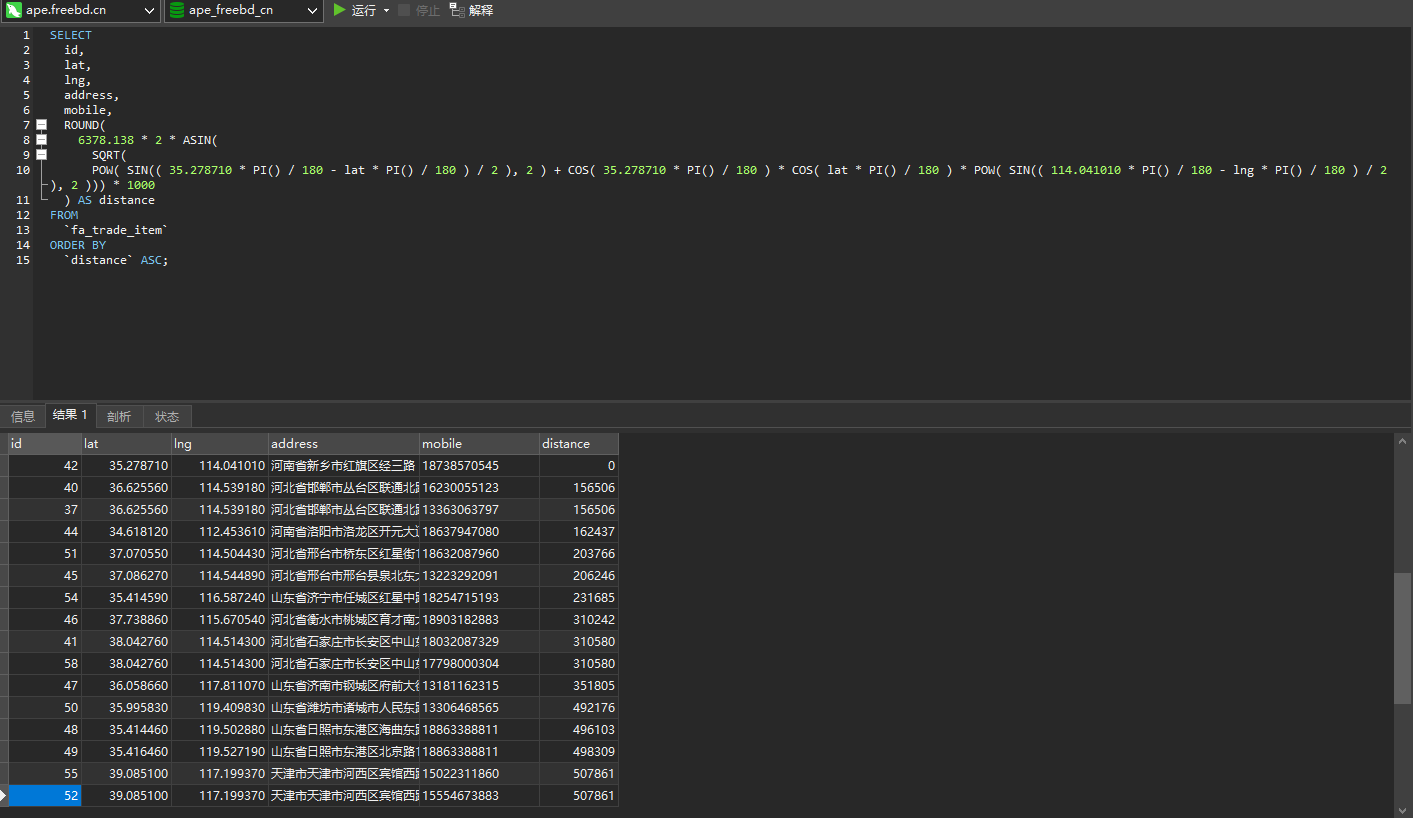 ape.freebd.cn ape_freebd_cn 运行 停止 解释
1 SELECT
2 id,
3 lat,
4 lng,
5 address,
6 mobile,
7 ROUND(
8 6378.138 * 2 * ASIN(
9 SQRT(
10 POW( SIN(( 35.278710 * PI() / 180 - lat * PI() / 180 ) / 2 ), 2 ) + COS( 35.278710 * PI() / 180 ) * COS( lat * PI() / 180 ) * POW( SIN(( 114.041010 * PI() / 180 - lng * PI() / 180 ) / 2
), 2 ))) * 1000
11 ) AS distance
12 FROM
13 `fa_trade_item`
14 ORDER BY
15 `distance` ASC;
信息 结果 1 剖析 状态
id lat lng address mobile distance
42 35.278710 114.041010 河南省新乡市红旗区经三路 18738570545 0
40 36.625560 114.539180 河北省邯郸市丛台区联通北 16230055123 156506
37 36.625560 114.539180 河北省邯郸市丛台区联通北 13363063797 156506
44 34.618120 112.453610 河南省洛阳市洛龙区开元大 18637947080 162437
51 37.070550 114.504430 河北省邢台市桥东区红星街 18632087960 203766
45 37.086270 114.544890 河北省邢台市邢台县泉北东 13223292091 206246
54 35.414590 116.587240 山东省济宁市任城区红星中 18254715193 231685
46 37.738860 115.670540 河北省衡水市桃城区育才南 18903182883 310242
41 38.042760 114.514300 河北省石家庄市长安区中山 18032087329 310580
58 38.042760 114.514300 河北省石家庄市长安区中山 17798000304 310580
47 36.058660 117.811070 山东省济南市钢城区府前大 13181162315 351805
50 35.995830 119.409830 山东省潍坊市诸城市人民东 13306468565 492176
48 35.414460 119.502880 山东省日照市东港区海曲东 18863388811 496103
49 35.416460 119.527190 山东省日照市东港区北京路 18863388811 498309
55 39.085100 117.199370 天津市天津市河西区宾馆西 15022311860 507861
52 39.085100 117.199370 天津市天津市河西区宾馆西 15554673883 507861